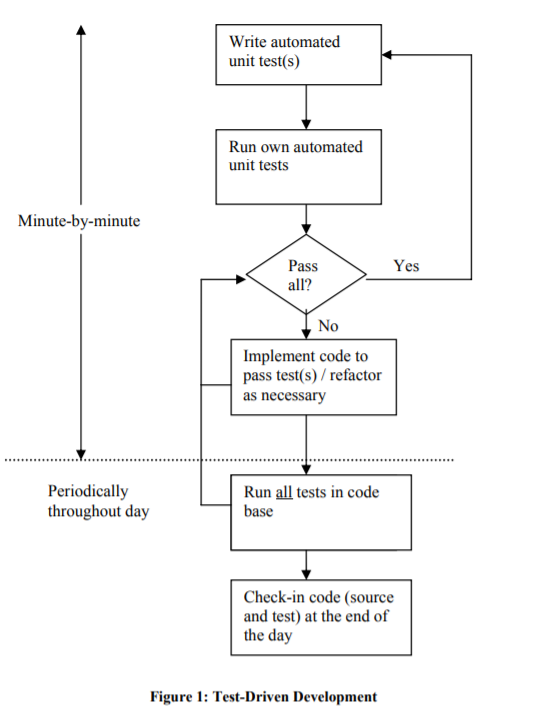 Write automated
unit test(s)
Run own automated
unit tests
Minute-by-minute
Pass
all?
Yes
No
Implement code to
pass test(s) / refactor
as necessary
Periodically
throughout day
Run all tests in code
base
Check-in code (source
and test) at the end of
the day
Figure 1: Test-Driven Development